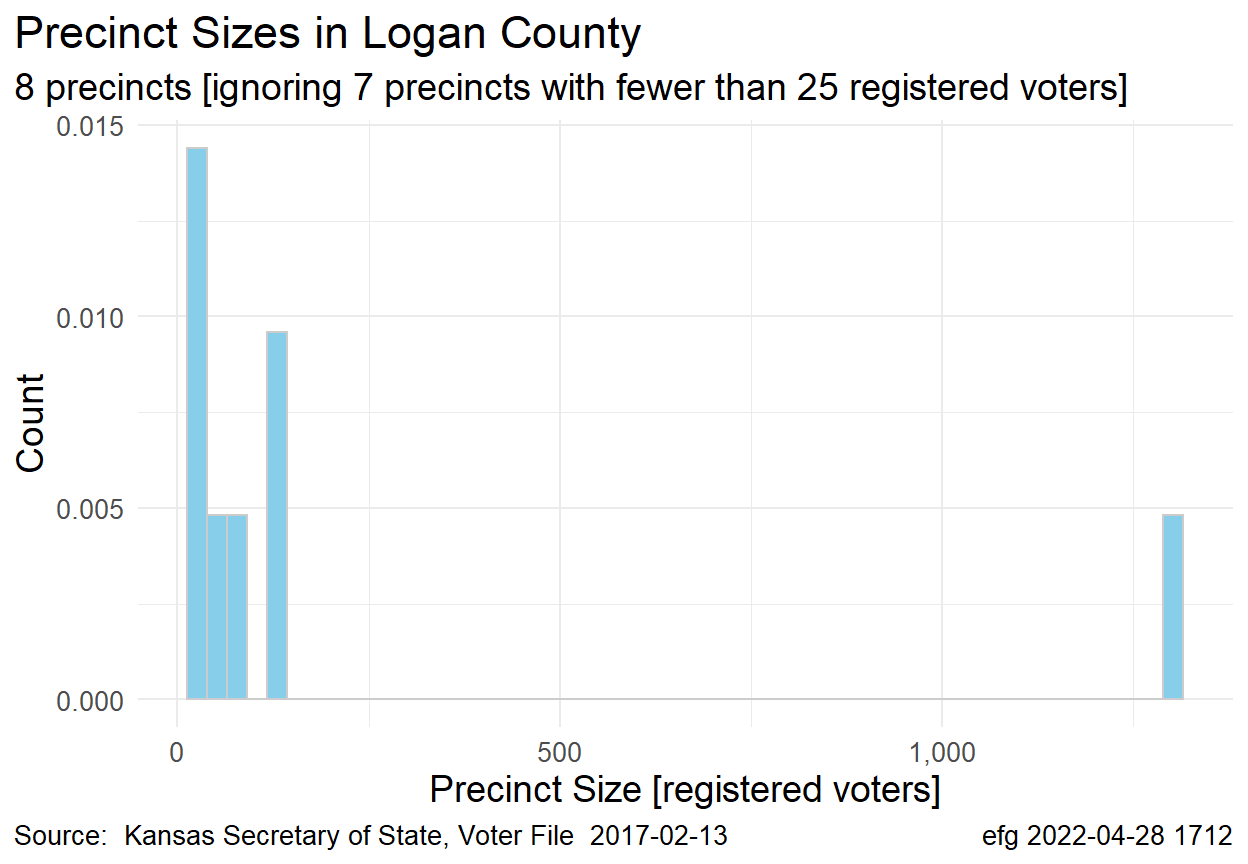 Precinct Sizes in Logan County
8 precincts [ignoring 7 precincts with fewer than 25 registered voters]
0.015
0.010
0.005
0.000
Count
0 500 1,000
Precinct Size [registered voters]
Source:  Kansas Secretary of State, Voter File  2017-02-13
efg 2022-04-28 1712